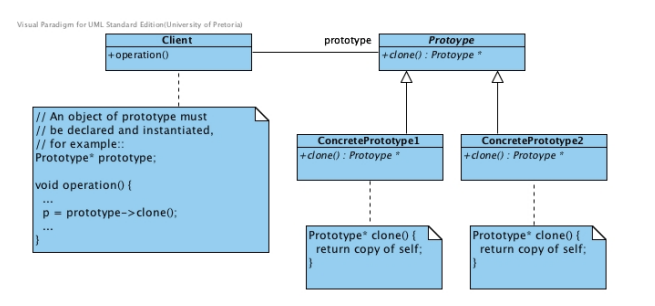 Visual Paradigm for UML Standard Edition(University of Pretoria)
Client
+operation()
prototype
Protoype
+clone() : Protoype *
// An object of prototype must
// be declared and instantiated,
// for example::
Prototype* prototype;
void operation() {
...
p = prototype->clone();
...
}
ConcretePrototype1
+clone() : Protoype *
ConcretePrototype2
+clone() : Protoype *
Prototype* clone() {
return copy of self;
}
Prototype* clone() {
return copy of self;
}